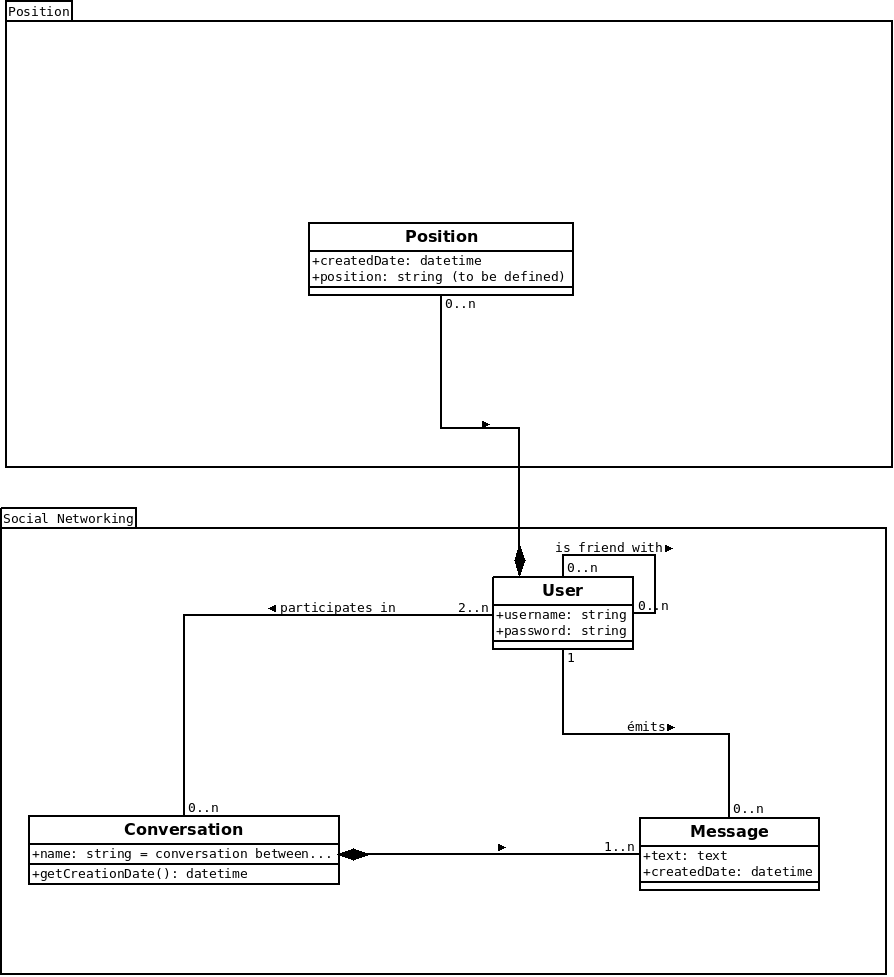 Position
Position
+createdDate: datetime
+position: string (to be defined)
0..n
Social Networking
is friend with
0..n
User
0..n
+username: string
+password: string
participates in
2..n
1
émits
0..n
0..n
Conversation
+name: string = conversation between...
+getCreationDate(): datetime
1..n
Message
+text: text
+createdDate: datetime